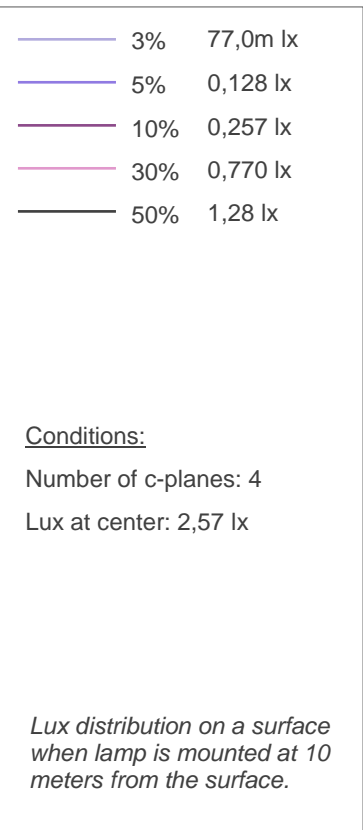 3% 77,0m lx
5% 0,128 lx
10% 0,257 lx
30% 0,770 lx
50% 1,28 lx
Conditions:
Number of c-planes: 4
Lux at center: 2,57 lx
Lux distribution on a surface
when lamp is mounted at 10
meters from the surface.